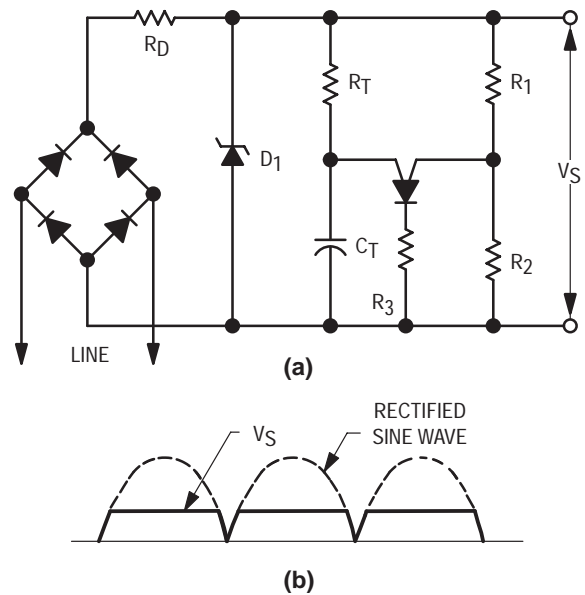 RD
RT
R1
D1
VS
CT
R2
R3
LINE
(a)
VS
RECTIFIED
SINE WAVE
(b)